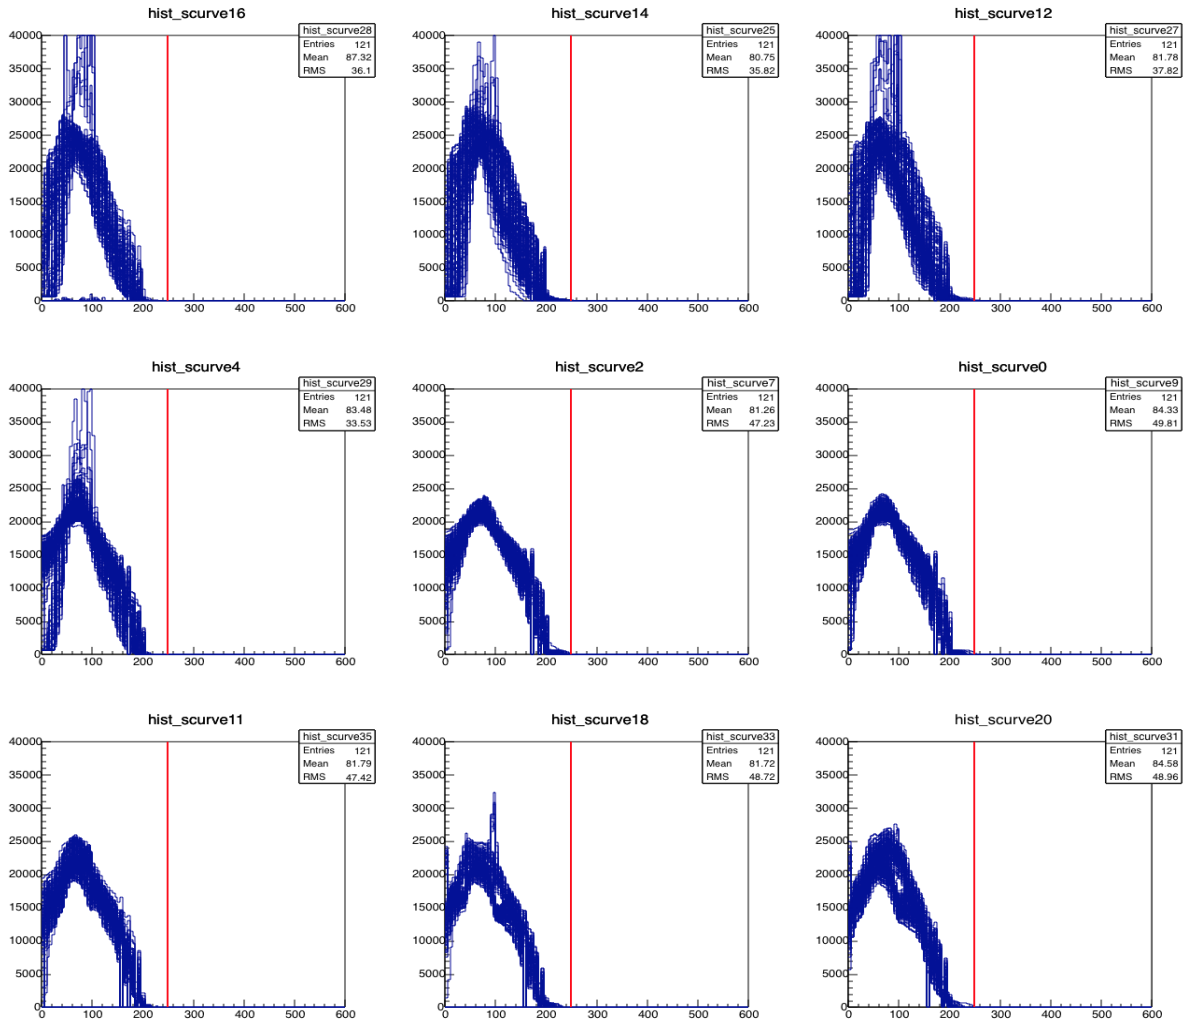 hist_scurve16
hist_scurve28
Entries 121
Mean 87.32
RMS 36.1
40000
35000
30000
25000
20000
15000
10000
5000
0
0 100 200 300 400 500 600
hist_scurve14
hist_scurve25
Entries 121
Mean 80.75
RMS 35.82
40000
35000
30000
25000
20000
15000
10000
5000
0
0 100 200 300 400 500 600
hist_scurve12
hist_scurve27
Entries 121
Mean 81.78
RMS 37.82
40000
35000
30000
25000
20000
15000
10000
5000
0
0 100 200 300 400 500 600
hist_scurve4
hist_scurve29
Entries 121
Mean 83.48
RMS 33.53
40000
35000
30000
25000
20000
15000
10000
5000
0
0 100 200 300 400 500 600
hist_scurve2
hist_scurve7
Entries 121
Mean 81.26
RMS 47.23
40000
35000
30000
25000
20000
15000
10000
5000
0
0 100 200 300 400 500 600
hist_scurve0
hist_scurve9
Entries 121
Mean 84.33
RMS 49.81
40000
35000
30000
25000
20000
15000
10000
5000
0
0 100 200 300 400 500 600
hist_scurve11
hist_scurve35
Entries 121
Mean 81.79
RMS 47.42
40000
35000
30000
25000
20000
15000
10000
5000
0
0 100 200 300 400 500 600
hist_scurve18
hist_scurve33
Entries 121
Mean 81.72
RMS 48.72
40000
35000
30000
25000
20000
15000
10000
5000
0
0 100 200 300 400 500 600
hist_scurve20
hist_scurve31
Entries 121
Mean 84.58
RMS 48.96
40000
35000
30000
25000
20000
15000
10000
5000
0
0 100 200 300 400 500 600